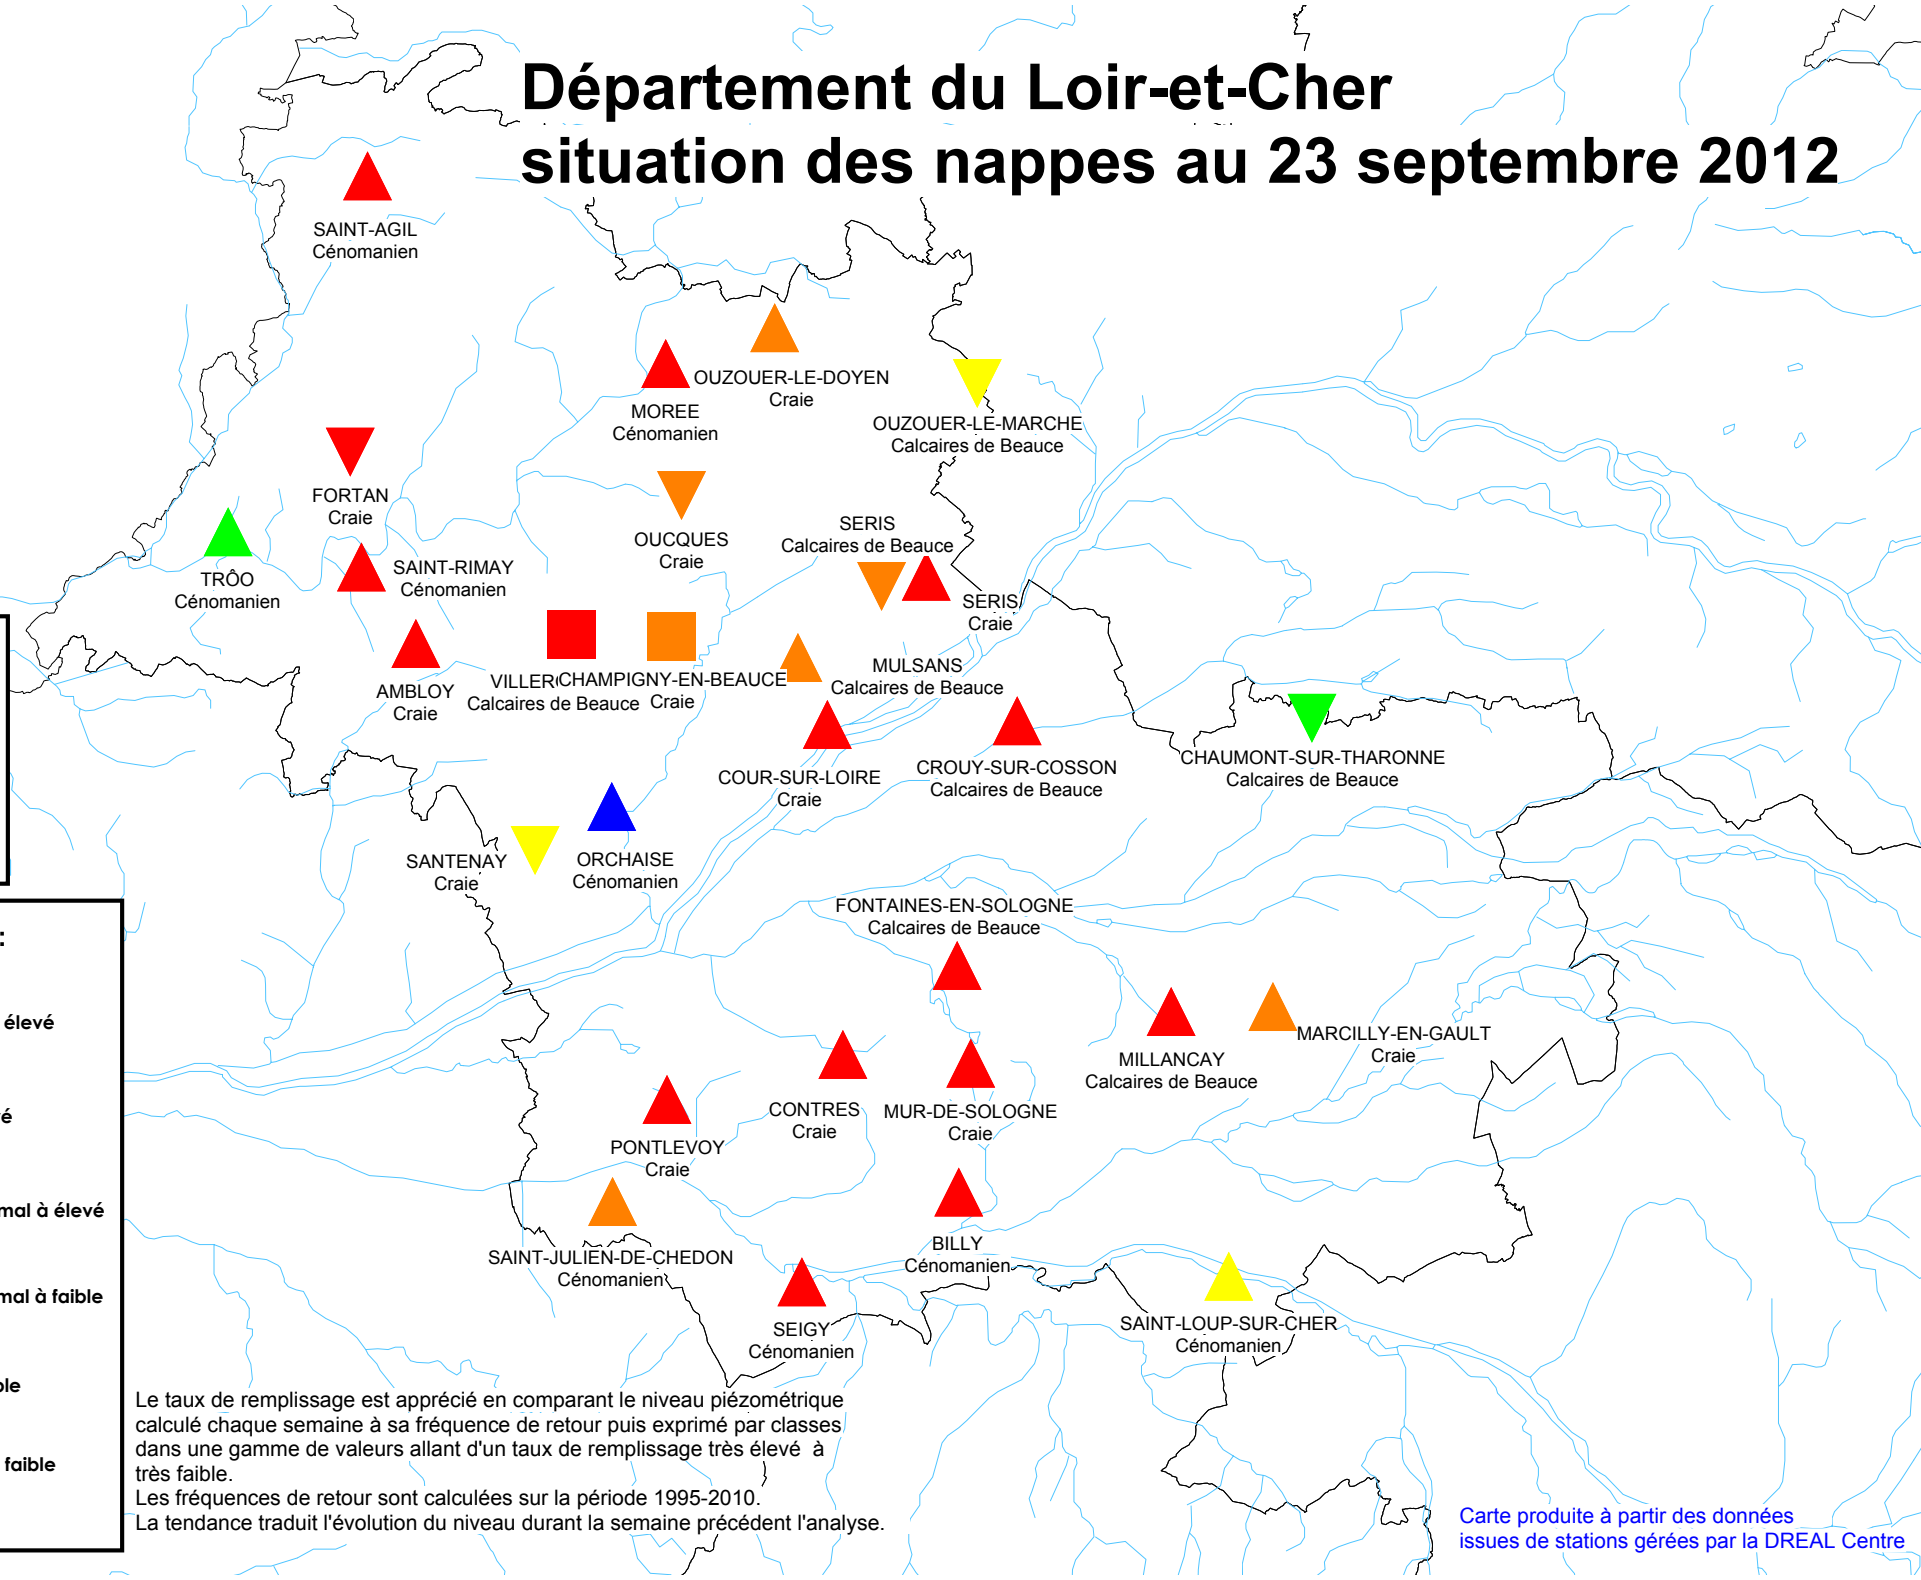 Département du Loir-et-Cher
situation des nappes au 23 septembre 2012
SAINT-AGIL
Cénomanien
OUZOUER-LE-DOYEN
Craie
MOREE
Cénomanien
OUZOUER-LE-MARCHE
Calcaires de Beauce
FORTAN
Craie
OUCQUES
Craie
SERIS
Calcaires de Beauce
TRÔO
Cénomanien
SAINT-RIMAY
Cénomanien
SERIS
Craie
AMBLOY
Craie
VILLER
Calcaires de Beauce
CHAMPIGNY-EN-BEAUCE
Craie
MULSANS
Calcaires de Beauce
COUR-SUR-LOIRE
Craie
CROUY-SUR-COSSON
Calcaires de Beauce
CHAUMONT-SUR-THARONNE
Calcaires de Beauce
SANTENAY
Craie
ORCHAISE
Cénomanien
FONTAINES-EN-SOLOGNE
Calcaires de Beauce
MARCILLY-EN-GAULT
Craie
MILLANCAY
Calcaires de Beauce
CONTRES
Craie
MUR-DE-SOLOGNE
Craie
PONTLEVOY
Craie
BILLY
Cénomanien
SAINT-JULIEN-DE-CHEDON
Cénomanien
SEIGY
Cénomanien
SAINT-LOUP-SUR-CHER
Cénomanien
:
élevé
é
mal à élevé
mal à faible
ble
faible
Le taux de remplissage est apprécié en comparant le niveau piézométrique
calculé chaque semaine à sa fréquence de retour puis exprimé par classes
dans une gamme de valeurs allant d'un taux de remplissage très élevé à
très faible.
Les fréquences de retour sont calculées sur la période 1995-2010.
La tendance traduit l'évolution du niveau durant la semaine précédent l'analyse.
Carte produite à partir des données
issues de stations gérées par la DREAL Centre